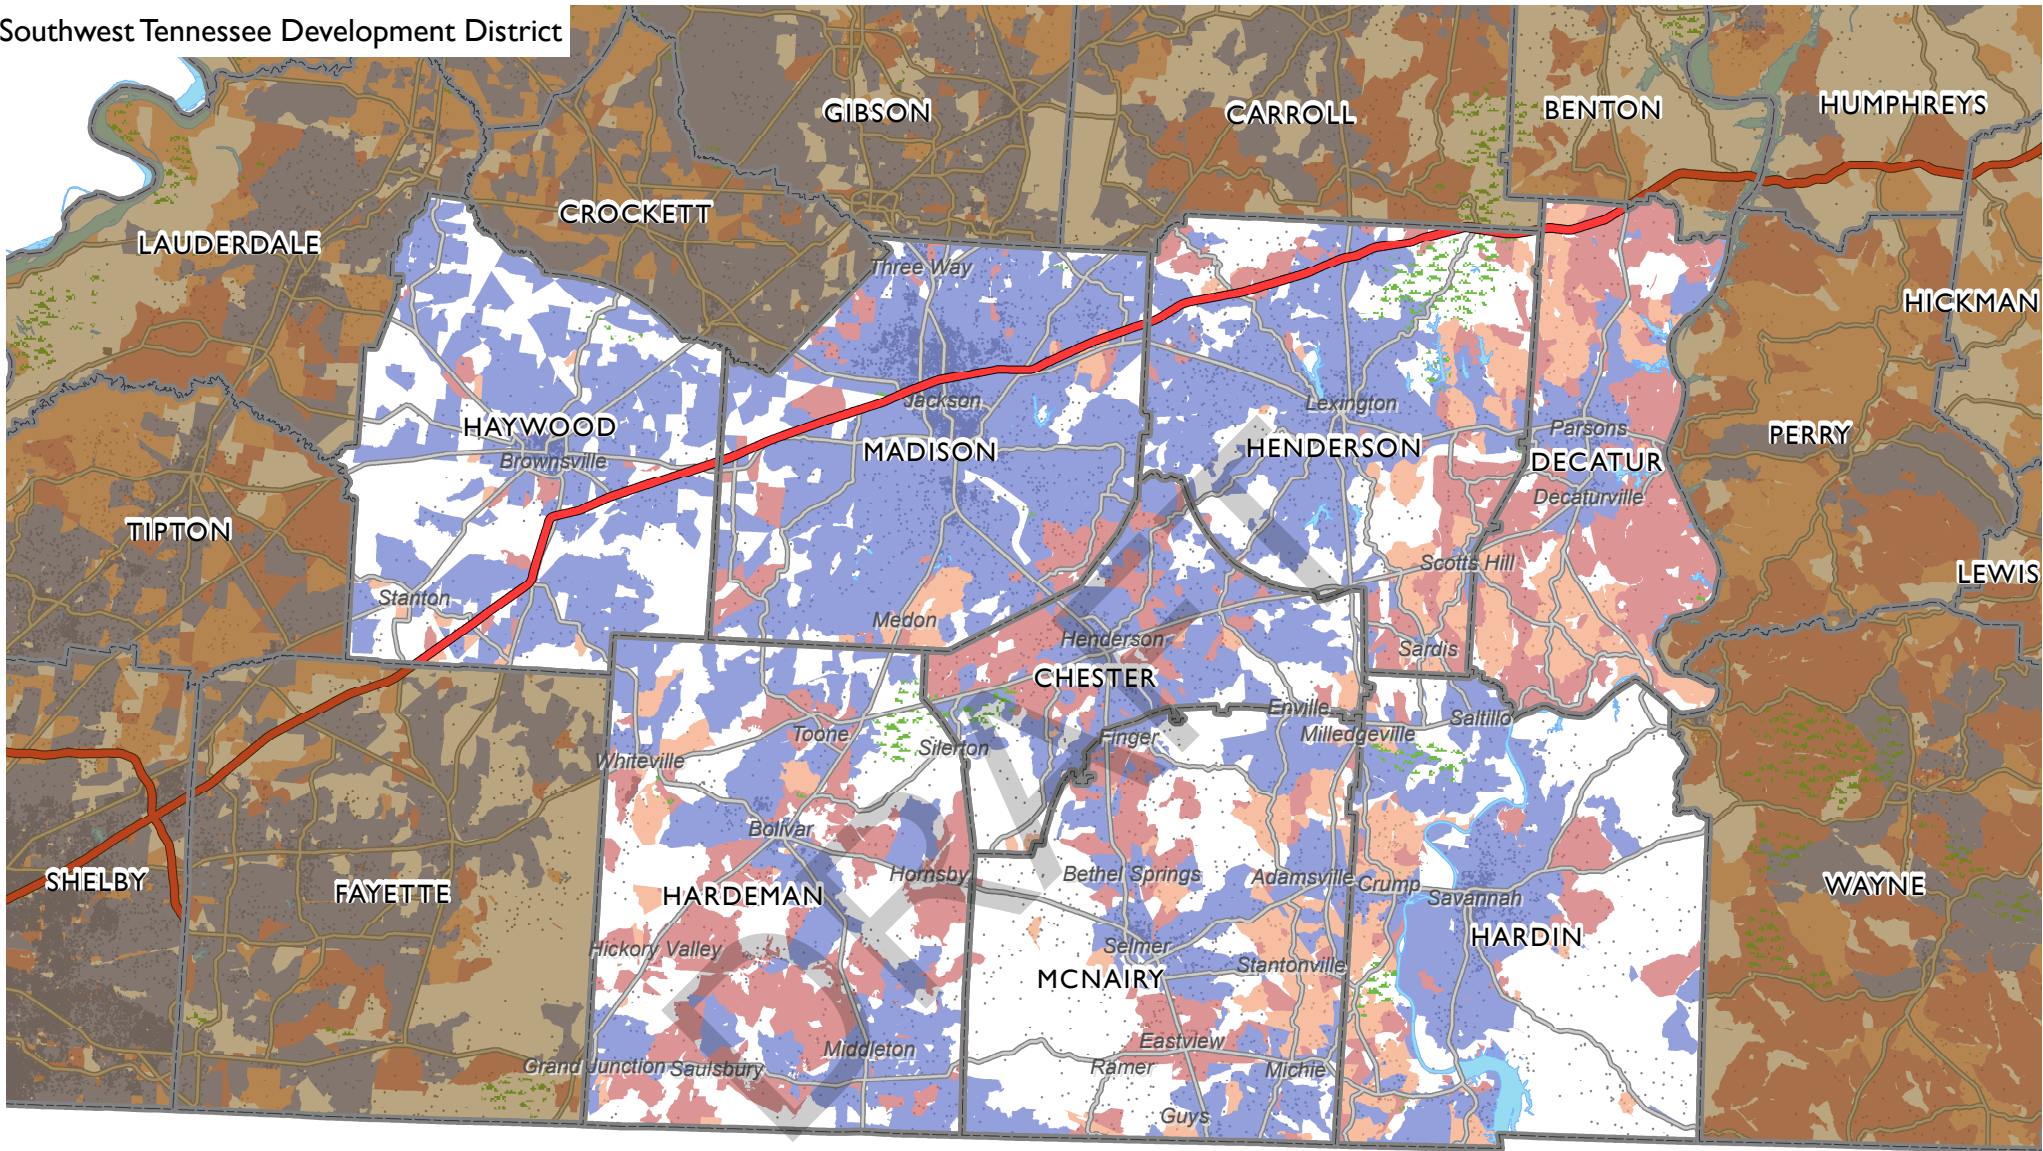 Southwest Tennessee Development District
GIBSON
CARROLL
BENTON
HUMPHREYS
CROCKETT
LAUDERDALE
Three Way
HICKMAN
Jackson
Lexington
HAYWOOD
Parsons
PERRY
MADISON
HENDERSON
Brownsville
DECATUR
Decaturville
TIPTON
Scotts Hill
LEWIS
Stanton
Medon
Henderson
Sardis
CHESTER
Enville
Saltillo
Toone
Finger
Milledgeville
Silerton
Whiteville
Bolivar
DRAFT
SHELBY
FAYETTE
HARDEMAN
Hornsby
Bethel Springs
Adamsville
Crump
WAYNE
Savannah
HARDIN
Hickory Valley
Selmer
Stantonville
MCNAIRY
Eastview
Middleton
Grand Junction
Saulsbury
Ramer
Michie
Guys